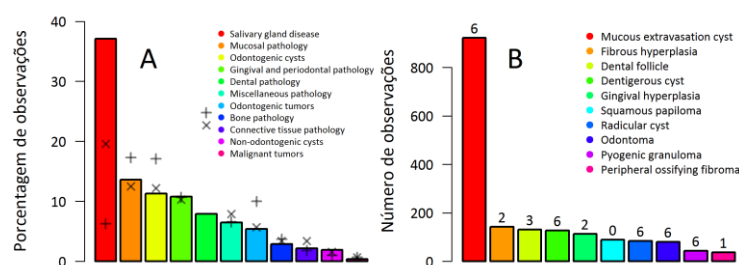 A
Porcentagem de observações
40
30
20
10
0
Salivary gland disease
Mucosal pathology
Odontogenic cysts
Gingival and periodontal pathology
Dental pathology
Miscellaneous pathology
Odontogenic tumors
Bone pathology
Connective tissue pathology
Non-odontogenic cysts
Malignant tumors
B
Número de observações
800
600
400
200
0
6
2
3
6
2
0
6
6
6
1
Mucous extravasation cyst
Fibrous hyperplasia
Dental follicle
Dentigerous cyst
Gingival hyperplasia
Squamous papiloma
Radicular cyst
Odontoma
Pyogenic granuloma
Peripheral ossifying fibroma